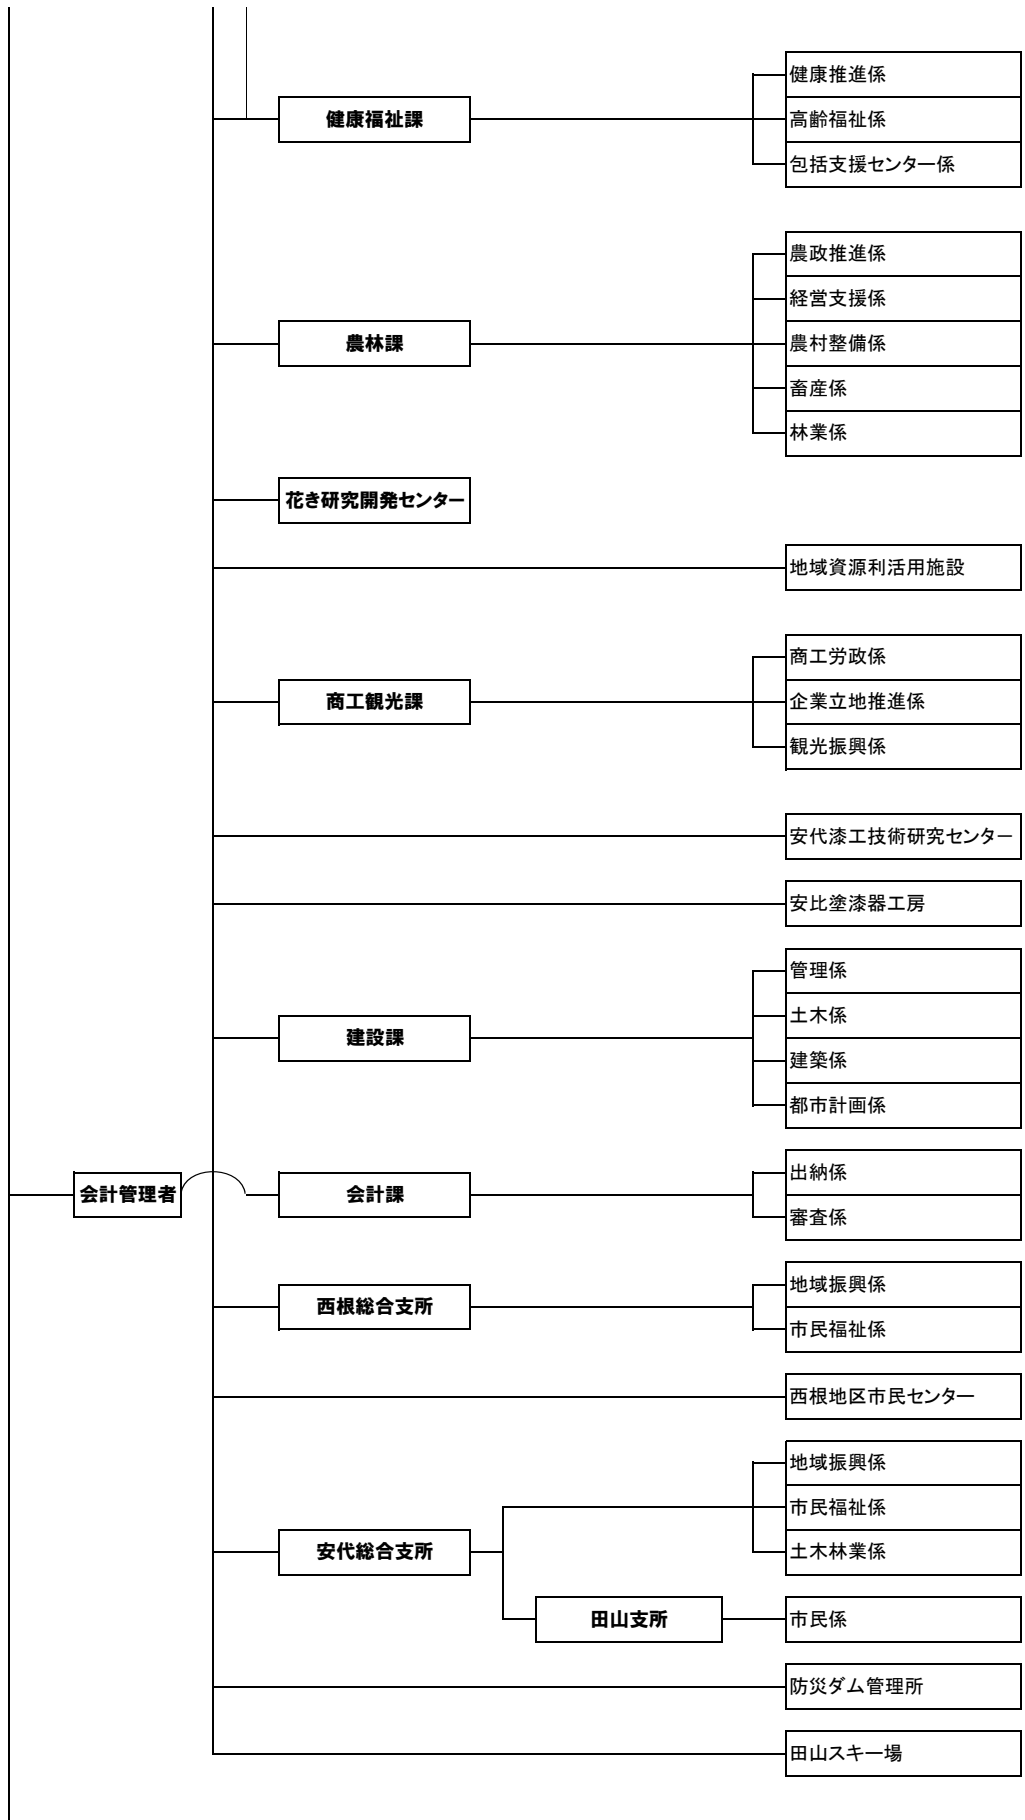 健康推進係
健康福祉課
高齢福祉係
包括支援センター係
農政推進係
経営支援係
農林課
農村整備係
畜産係
林業係
花き研究開発センター
地域資源利活用施設
商工労政係
商工観光課
企業立地推進係
観光振興係
安代漆工技術研究センター
安比塗漆器工房
管理係
土木係
建設課
建築係
都市計画係
出納係
会計管理者
会計課
審査係
地域振興係
西根総合支所
市民福祉係
西根地区市民センター
地域振興係
市民福祉係
安代総合支所
土木林業係
田山支所
市民係
防災ダム管理所
田山スキー場